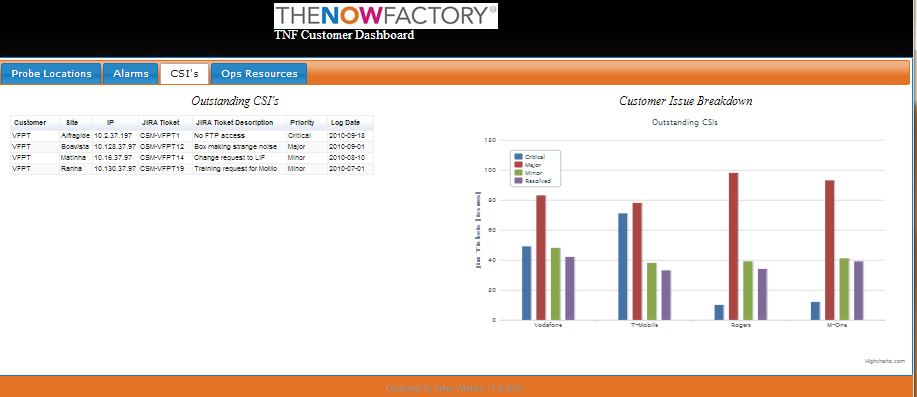 THENOWFACTORY®
TNF Customer Dashboard
Probe Locations Alarms CSI's Ops Resources
Outstanding CSI's
Customer Site IP JIRA Ticket JIRA Ticket Description Priority Log Date
VFPT Alfragide 10.2.37.197 CSM-VFPT1 No FTP access Critical 2010-09-18
VFPT Boavista 10.128.37.97 CSM-VFPT12 Box making strange noise Major 2010-09-01
VFPT Matinha 10.16.37.97 CSM-VFPT14 Change request to LIF Minor 2010-08-10
VFPT Ranha 10.130.37.97 CSM-VFPT19 Training request for MoMo Minor 2010-07-01
Customer Issue Breakdown
Outstanding CSIs
120
100
80
60
40
20
0
Critical
Major
Minor
Resolved
Vodafone T-Mobile Rogers M-One
Highcharts.com
Developed by